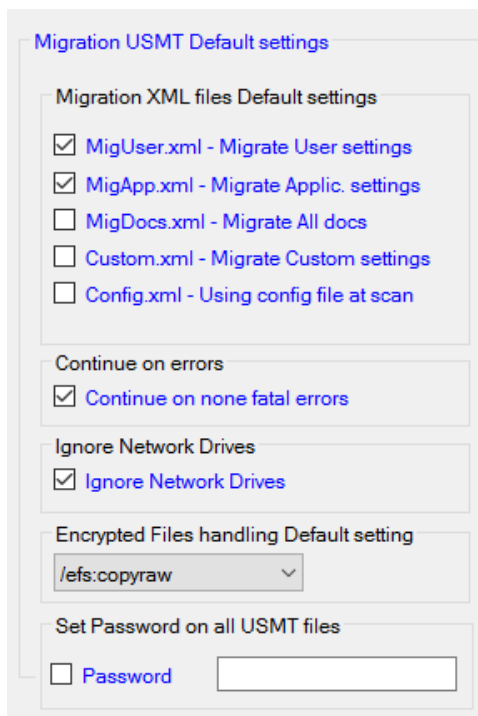 Migration USMT Default settings
Migration XML files Default settings
MigUser.xml - Migrate User settings
MigApp.xml - Migrate Applic. settings
MigDocs.xml - Migrate All docs
Custom.xml - Migrate Custom settings
Config.xml - Using config file at scan
Continue on errors
Continue on none fatal errors
Ignore Network Drives
Ignore Network Drives
Encrypted Files handling Default setting
/efs:copyraw
Set Password on all USMT files
Password